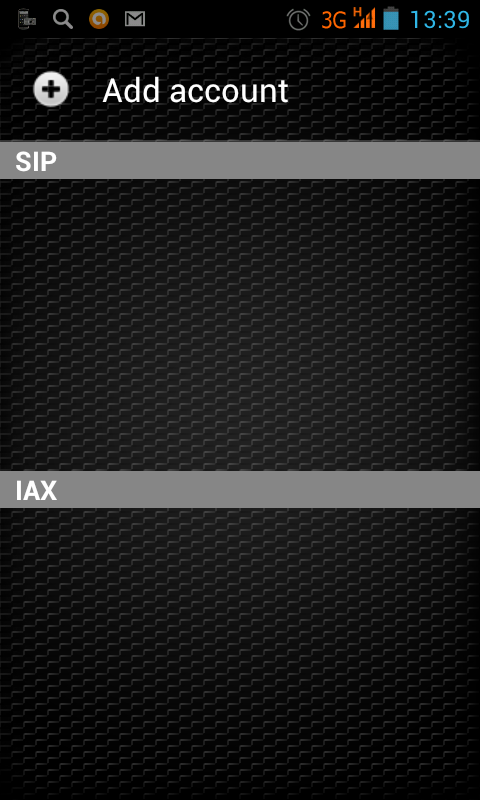 3G H 13:39
Add account
SIP
IAX